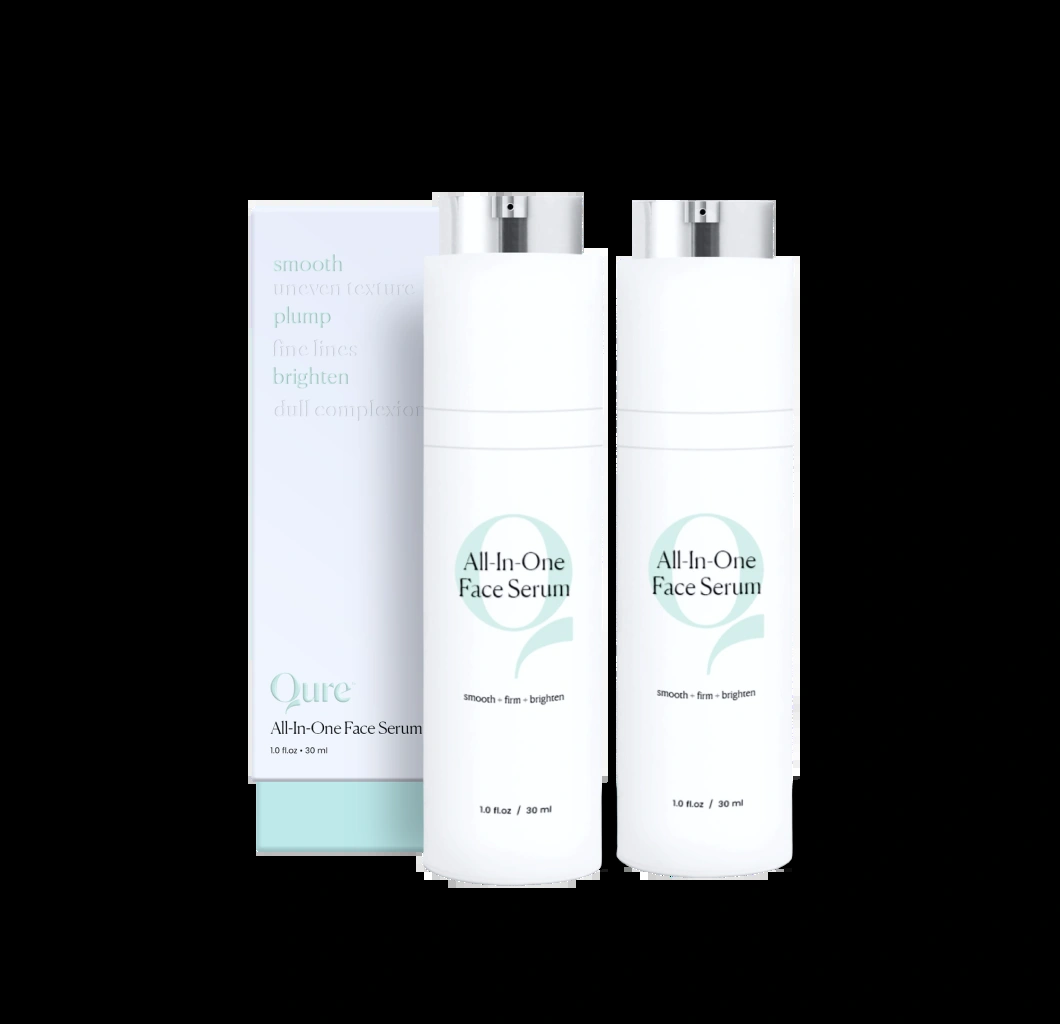 smooth
uneven texture
plump
fine lines
brighten
dull complexion
Qure™
All-In-One Face Serum
1.0 fl.oz • 30 ml
All-In-One
Face Serum
smooth + firm + brighten
1.0 fl.oz / 30 ml
All-In-One
Face Serum
smooth + firm + brighten
1.0 fl.oz / 30 ml